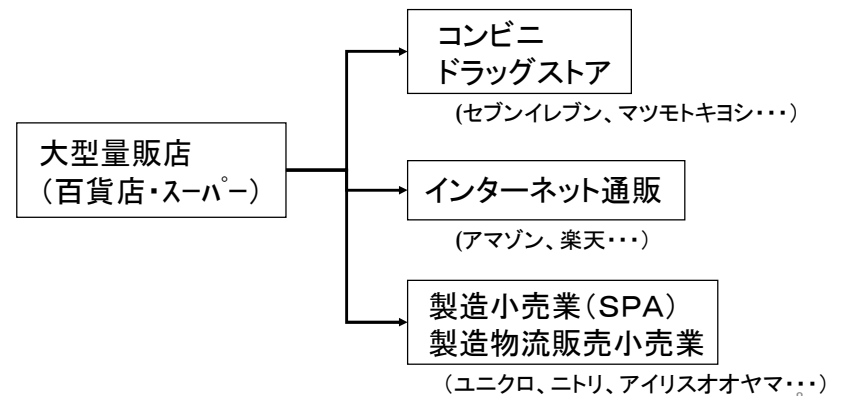 コンビニ
ドラッグストア
(セブンイレブン、マツモトキヨシ･･･)
大型量販店
(百貨店･スーパー)
インターネット通販
(アマゾン、楽天･･･)
製造小売業(SPA)
製造物流販売小売業
(ユニクロ、ニトリ、アイリスオオヤマ･･･)